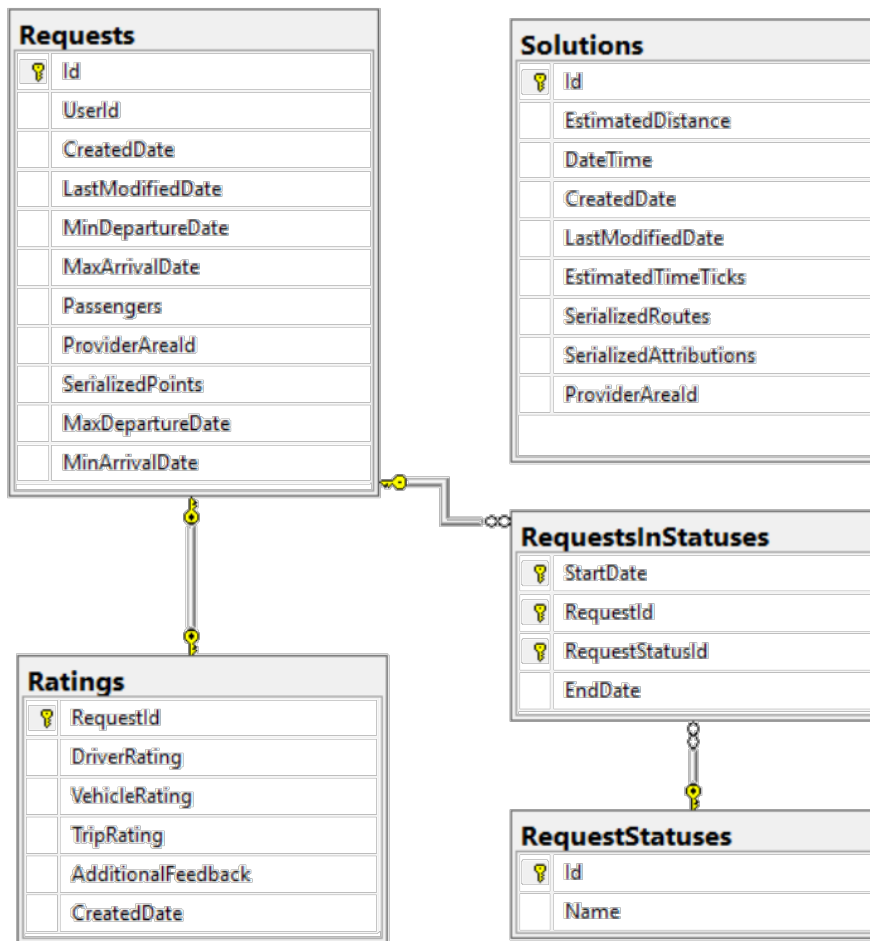 Requests
Id
UserId
CreatedDate
LastModifiedDate
MinDepartureDate
MaxArrivalDate
Passengers
ProviderAreaId
SerializedPoints
MaxDepartureDate
MinArrivalDate
Solutions
Id
EstimatedDistance
DateTime
CreatedDate
LastModifiedDate
EstimatedTimeTicks
SerializedRoutes
SerializedAttributions
ProviderAreaId
RequestsInStatuses
StartDate
RequestId
RequestStatusId
EndDate
Ratings
RequestId
DriverRating
VehicleRating
TripRating
AdditionalFeedback
CreatedDate
RequestStatuses
Id
Name